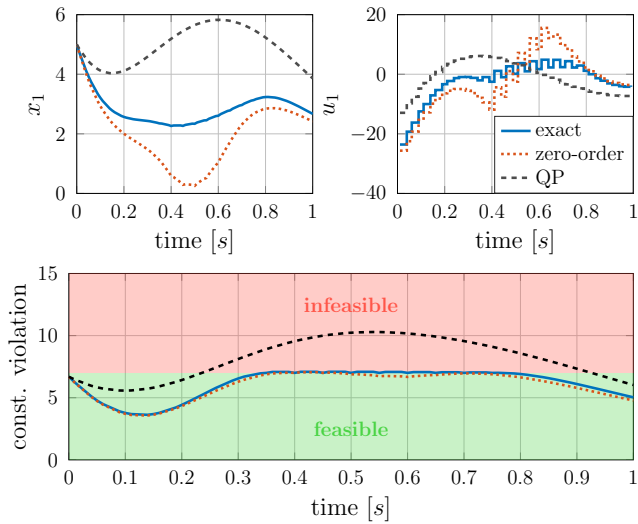 6
4
2
0
x₁
0 0.2 0.4 0.6 0.8 1
time [s]
20
0
−20
−40
u₁
exact
zero-order
QP
0 0.2 0.4 0.6 0.8 1
time [s]
15
10
5
0
const. violation
infeasible
feasible
0 0.1 0.2 0.3 0.4 0.5 0.6 0.7 0.8 0.9 1
time [s]